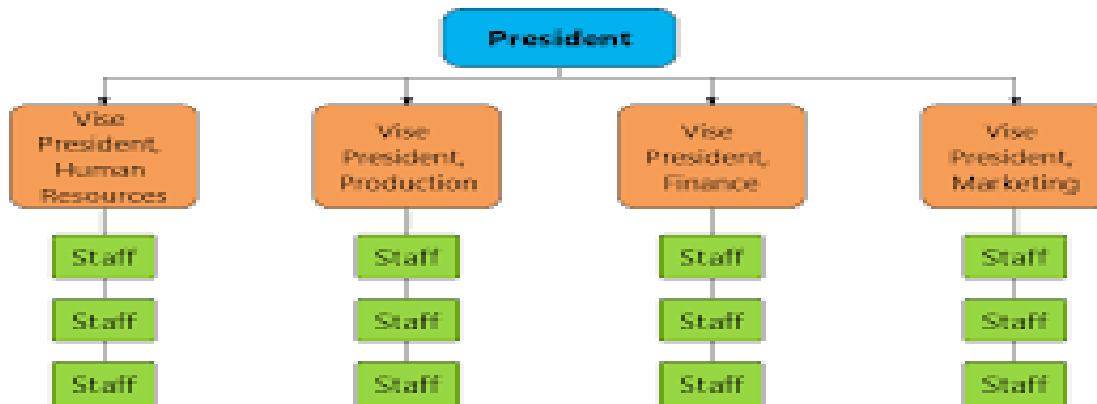 President
Vise
President,
Human
Resources
Vise
President,
Production
Vise
President,
Finance
Vise
President,
Marketing
Staff
Staff
Staff
Staff
Staff
Staff
Staff
Staff
Staff
Staff
Staff
Staff